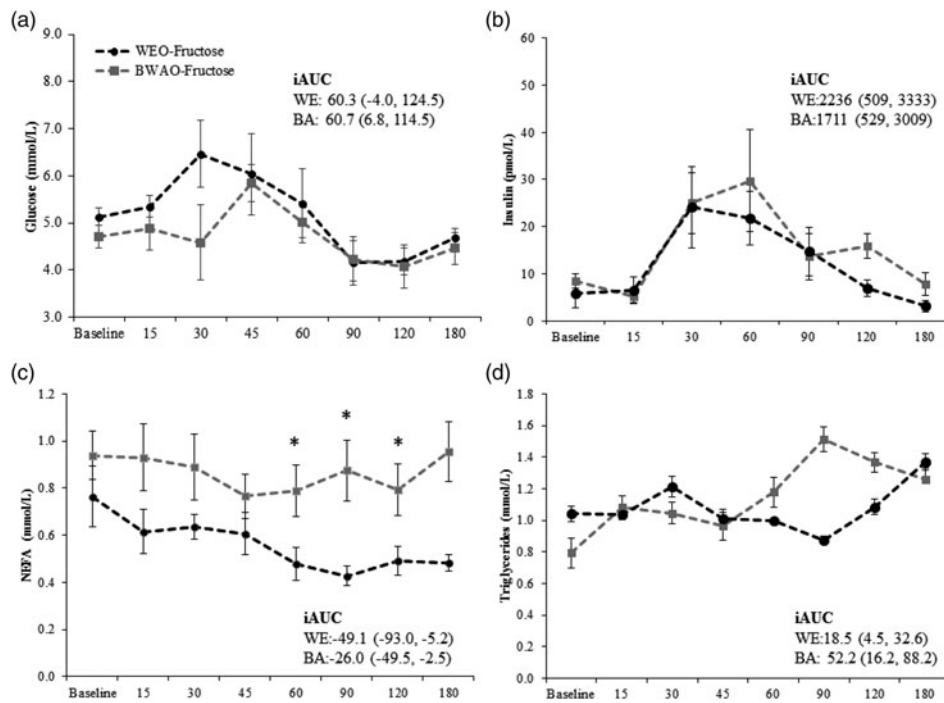 (a)
9.0
8.0
7.0
6.0
5.0
4.0
3.0
Glucose (mmol/L)
WEO-Fructose
BWAO-Fructose
iAUC
WE: 60.3 (-4.0, 124.5)
BA: 60.7 (6.8, 114.5)
Baseline 15 30 45 60 90 120 180
(b)
60
50
40
30
20
10
0
Insulin (pmol/L)
iAUC
WE:2236 (509, 3333)
BA:1711 (529, 3009)
Baseline 15 30 60 90 120 180
(c)
1.2
1.0
0.8
0.6
0.4
0.2
0.0
NEFA (mmol/L)
* * *
iAUC
WE:-49.1 (-93.0, -5.2)
BA:-26.0 (-49.5, -2.5)
Baseline 15 30 45 60 90 120 180
(d)
1.8
1.6
1.4
1.2
1.0
0.8
0.6
0.4
0.2
0.0
Triglycerides (mmol/L)
iAUC
WE:18.5 (4.5, 32.6)
BA: 52.2 (16.2, 88.2)
Baseline 15 30 45 60 90 120 180